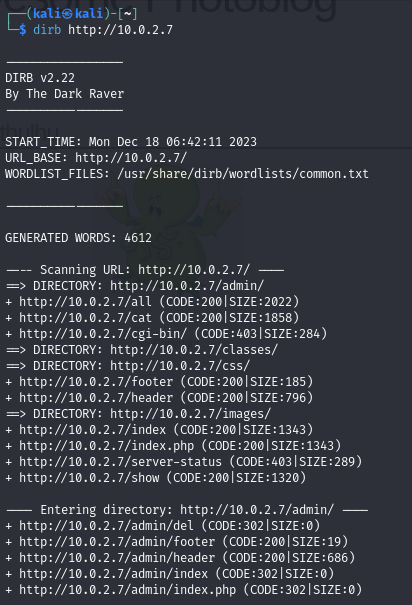 Photoblog
┌──(kali㉿kali)-[~]
└─$ dirb http://10.0.2.7
-----------------
DIRB v2.22
By The Dark Raver
-----------------
START_TIME: Mon Dec 18 06:42:11 2023
URL_BASE: http://10.0.2.7/
WORDLIST_FILES: /usr/share/dirb/wordlists/common.txt
-----------------
GENERATED WORDS: 4612
---- Scanning URL: http://10.0.2.7/ ----
==> DIRECTORY: http://10.0.2.7/admin/
+ http://10.0.2.7/all (CODE:200|SIZE:2022)
+ http://10.0.2.7/cat (CODE:200|SIZE:1858)
+ http://10.0.2.7/cgi-bin/ (CODE:403|SIZE:284)
==> DIRECTORY: http://10.0.2.7/classes/
==> DIRECTORY: http://10.0.2.7/css/
+ http://10.0.2.7/footer (CODE:200|SIZE:185)
+ http://10.0.2.7/header (CODE:200|SIZE:796)
==> DIRECTORY: http://10.0.2.7/images/
+ http://10.0.2.7/index (CODE:200|SIZE:1343)
+ http://10.0.2.7/index.php (CODE:200|SIZE:1343)
+ http://10.0.2.7/server-status (CODE:403|SIZE:289)
+ http://10.0.2.7/show (CODE:200|SIZE:1320)
---- Entering directory: http://10.0.2.7/admin/ ----
+ http://10.0.2.7/admin/del (CODE:302|SIZE:0)
+ http://10.0.2.7/admin/footer (CODE:200|SIZE:19)
+ http://10.0.2.7/admin/header (CODE:200|SIZE:686)
+ http://10.0.2.7/admin/index (CODE:302|SIZE:0)
+ http://10.0.2.7/admin/index.php (CODE:302|SIZE:0)